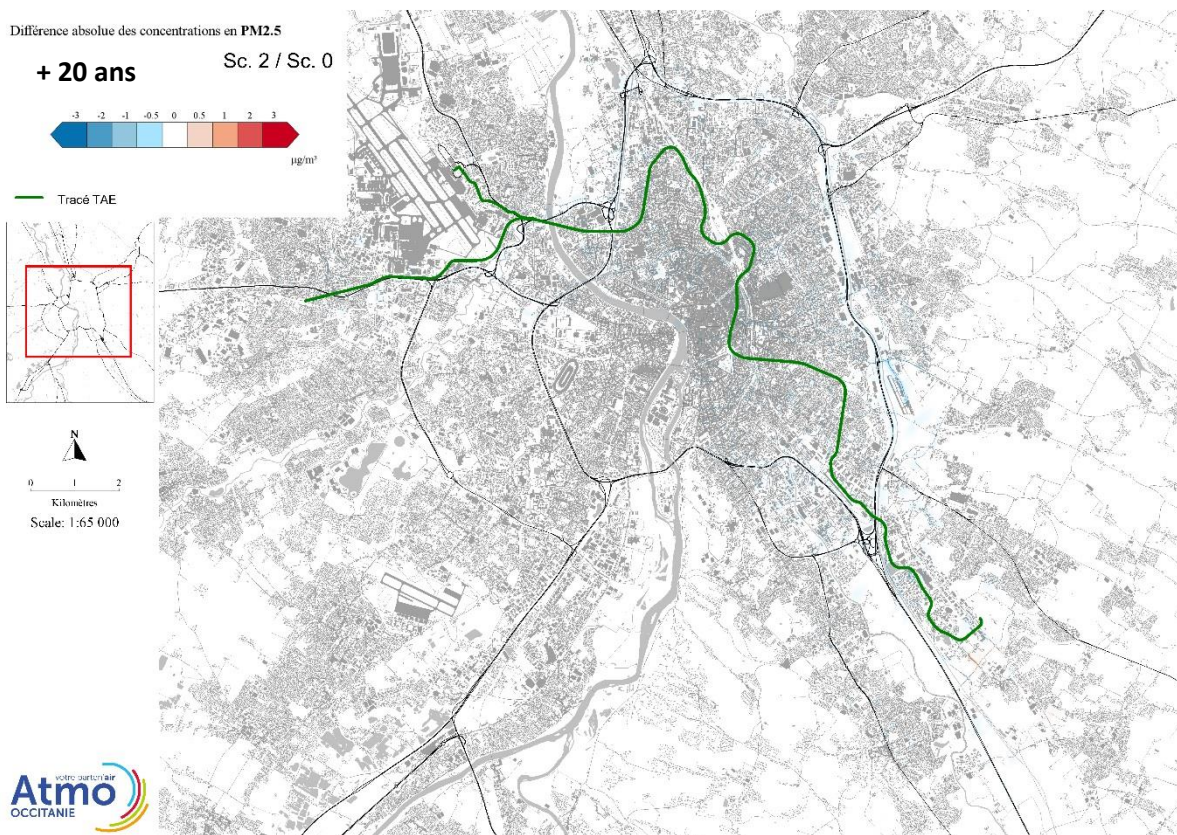 Différence absolue des concentrations en PM2.5
+ 20 ans
Sc. 2 / Sc. 0
-3 -2 -1 -0.5 0 0.5 1 2 3
µg/m³
Tracé TAE
N
0 1 2
Kilomètres
Scale: 1:65 000
votre parten'air
Atmo
OCCITANIE